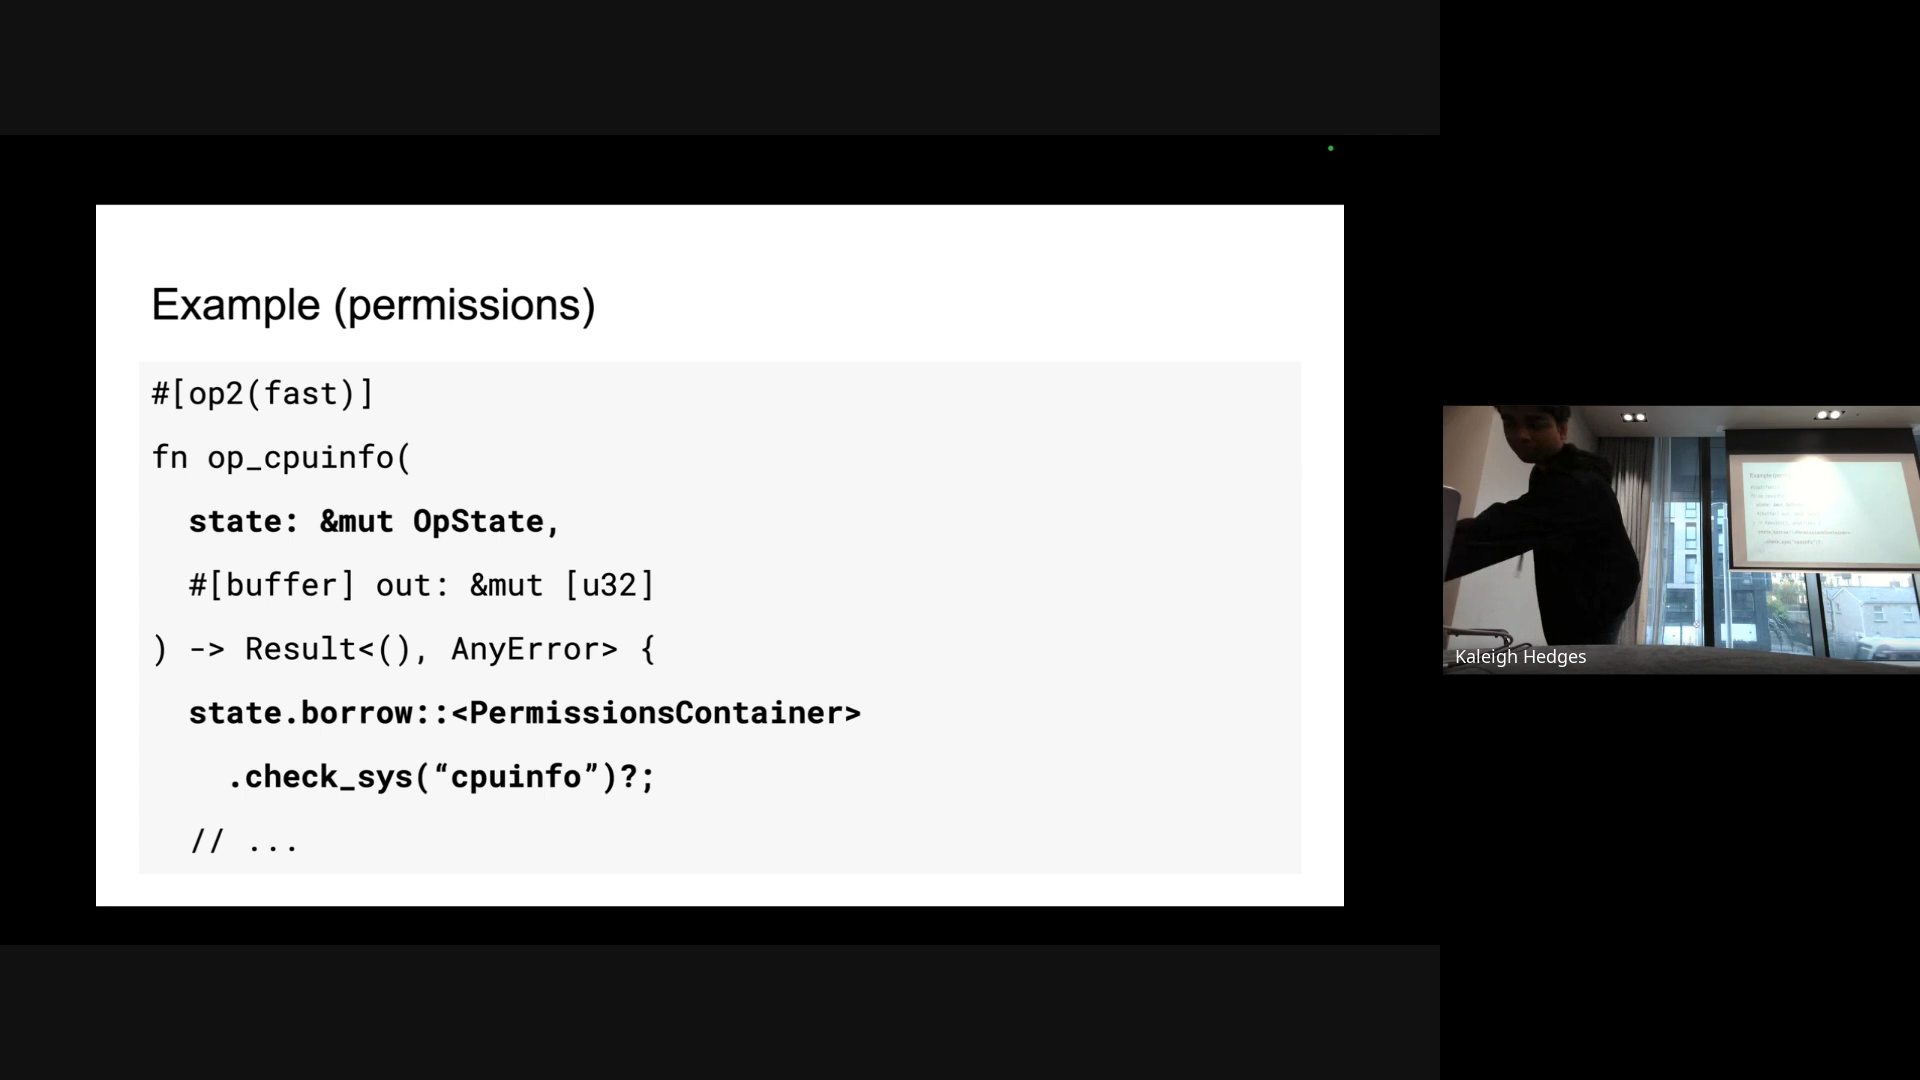 Example (permissions)
#[op2(fast)]
fn op_cpuinfo(
state: &mut OpState,
#[buffer] out: &mut [u32]
) -> Result<(), AnyError> {
state.borrow::<PermissionsContainer>
.check_sys(“cpuinfo”)?;
// ...
Kaleigh Hedges